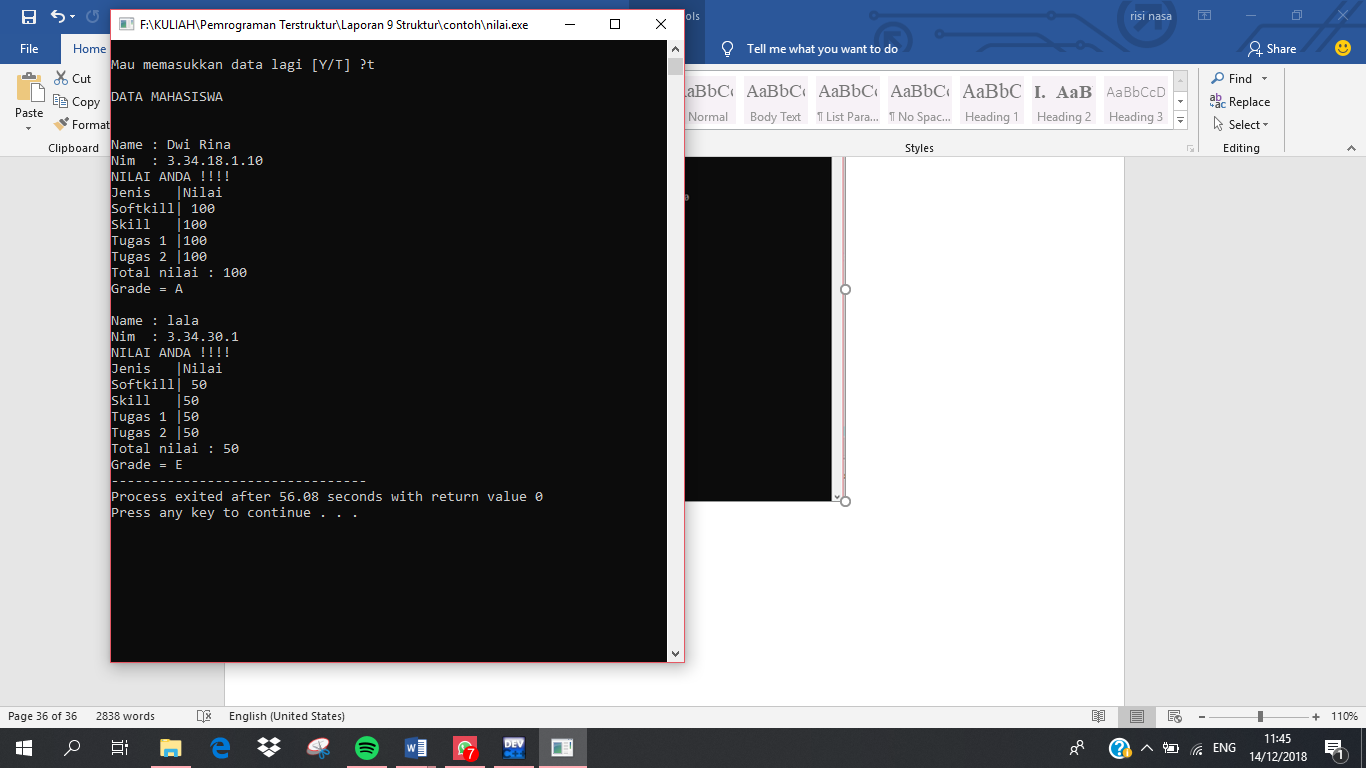 F:\KULIAH\Pemrograman Terstruktur\Laporan 9 Struktur\contoh\nilai.exe
ols
risi nasa
File
Home
Tell me what you want to do
Share
Paste
Cut
Copy
Format
Clipboard
AaBbCc AaBbCc AaBbCc AaBbCc AaBbC I. AaB AaBbCcD
Normal
Body Text
¶ List Para...
¶ No Spac...
Heading 1
Heading 2
Heading 3
Styles
Find
Replace
Select
Editing
Mau memasukkan data lagi [Y/T] ?t
DATA MAHASISWA
Name : Dwi Rina
Nim  : 3.34.18.1.10
NILAI ANDA !!!!
Jenis   |Nilai
Softkill| 100
Skill   |100
Tugas 1 |100
Tugas 2 |100
Total nilai : 100
Grade = A
Name : lala
Nim  : 3.34.30.1
NILAI ANDA !!!!
Jenis   |Nilai
Softkill| 50
Skill   |50
Tugas 1 |50
Tugas 2 |50
Total nilai : 50
Grade = E
--------------------------------
Process exited after 56.08 seconds with return value 0
Press any key to continue . . .
Page 36 of 36
2838 words
English (United States)
110%
DEV
7
ENG
11:45
14/12/2018
1